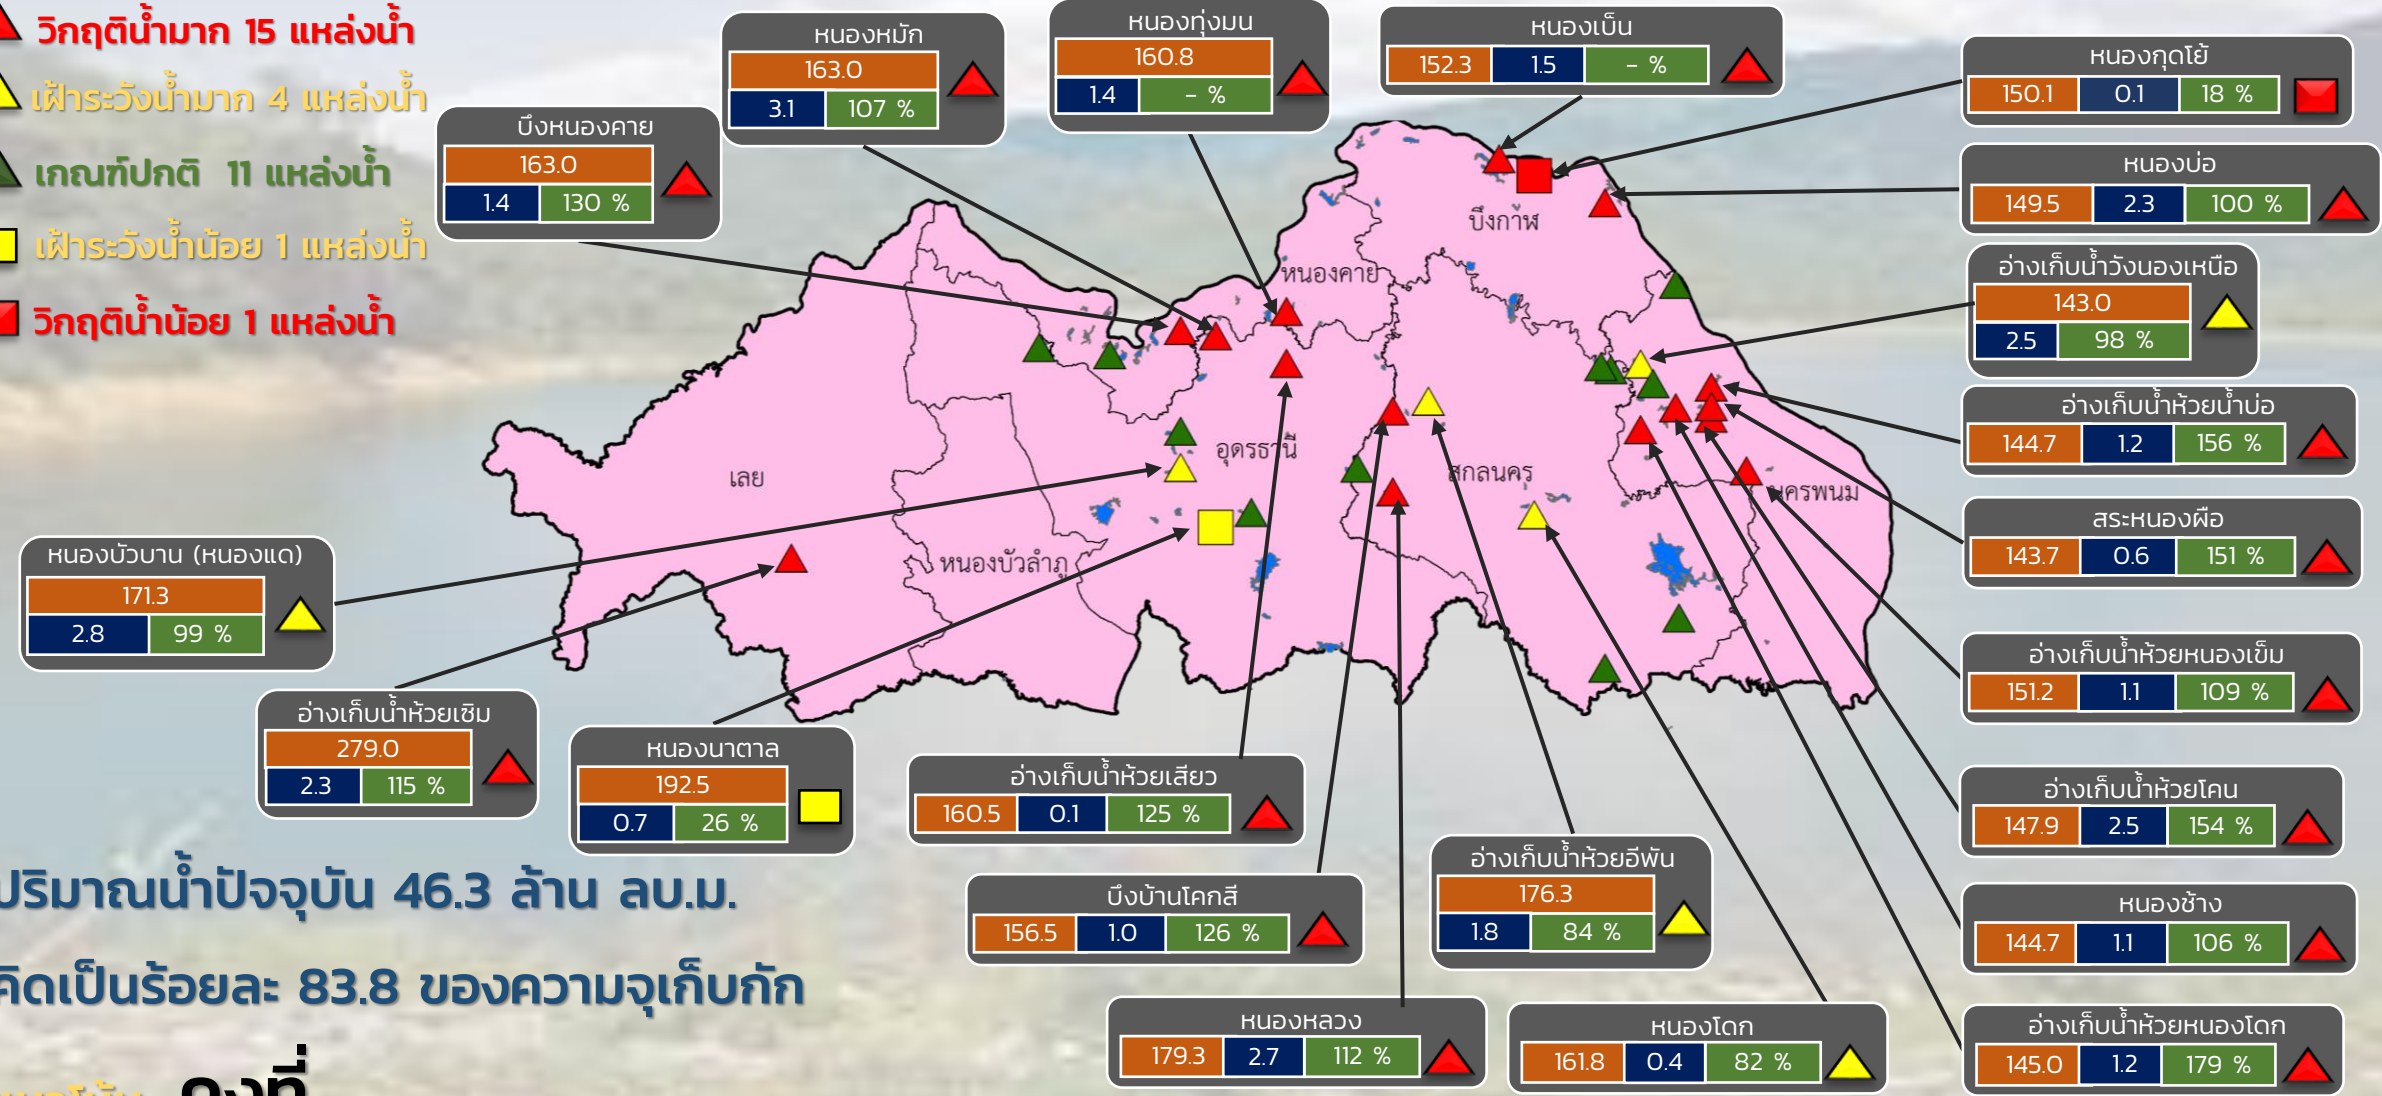 วิกฤติน้ำมาก 15 แหล่งน้ำ
เฝ้าระวังน้ำมาก 4 แหล่งน้ำ
เกณฑ์ปกติ 11 แหล่งน้ำ
เฝ้าระวังน้ำน้อย 1 แหล่งน้ำ
วิกฤติน้ำน้อย 1 แหล่งน้ำ
บึงหนองคาย
163.0
1.4 130 %
หนองหมัก
163.0
3.1 107 %
หนองทุ่งมน
160.8
1.4 - %
หนองเบ็น
152.3 1.5 - %
หนองกุดโย้
150.1 0.1 18 %
หนองบ่อ
149.5 2.3 100 %
อ่างเก็บน้ำวังนองเหนือ
143.0
2.5 98 %
อ่างเก็บน้ำห้วยน้ำบ่อ
144.7 1.2 156 %
สระหนองผือ
143.7 0.6 151 %
อ่างเก็บน้ำห้วยหนองเข็ม
151.2 1.1 109 %
อ่างเก็บน้ำห้วยโคน
147.9 2.5 154 %
หนองช้าง
144.7 1.1 106 %
อ่างเก็บน้ำห้วยหนองโดก
145.0 1.2 179 %
บึงกาฬ
หนองคาย
อุดรธานี
เลย
สกลนคร
นครพนม
หนองบัวลำภู
หนองบัวบาน (หนองแด)
171.3
2.8 99 %
อ่างเก็บน้ำห้วยเซิม
279.0
2.3 115 %
หนองนาตาล
192.5
0.7 26 %
อ่างเก็บน้ำห้วยเสียว
160.5 0.1 125 %
บึงบ้านโคกสี
156.5 1.0 126 %
อ่างเก็บน้ำห้วยอีพัน
176.3
1.8 84 %
หนองหลวง
179.3 2.7 112 %
หนองโดก
161.8 0.4 82 %
ปริมาณน้ำปัจจุบัน 46.3 ล้าน ลบ.ม.
คิดเป็นร้อยละ 83.8 ของความจุเก็บกัก
คงที่